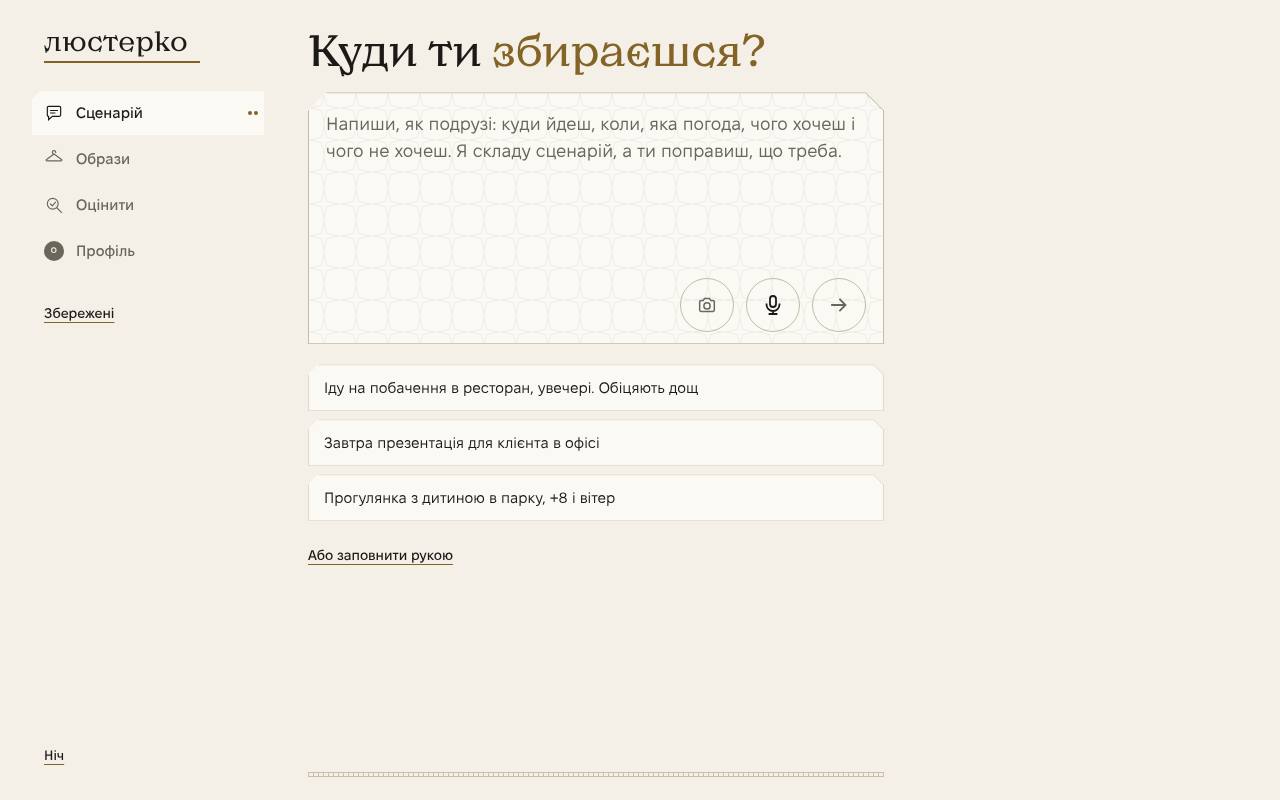 люстерко
Сценарій
Образи
Оцінити
О
Профіль
Збережені
Ніч
Куди ти збираєшся?
Напиши, як подрузі: куди йдеш, коли, яка погода, чого хочеш і
чого не хочеш. Я складу сценарій, а ти поправиш, що треба.
Іду на побачення в ресторан, увечері. Обіцяють дощ
Завтра презентація для клієнта в офісі
Прогулянка з дитиною в парку, +8 і вітер
Або заповнити рукою